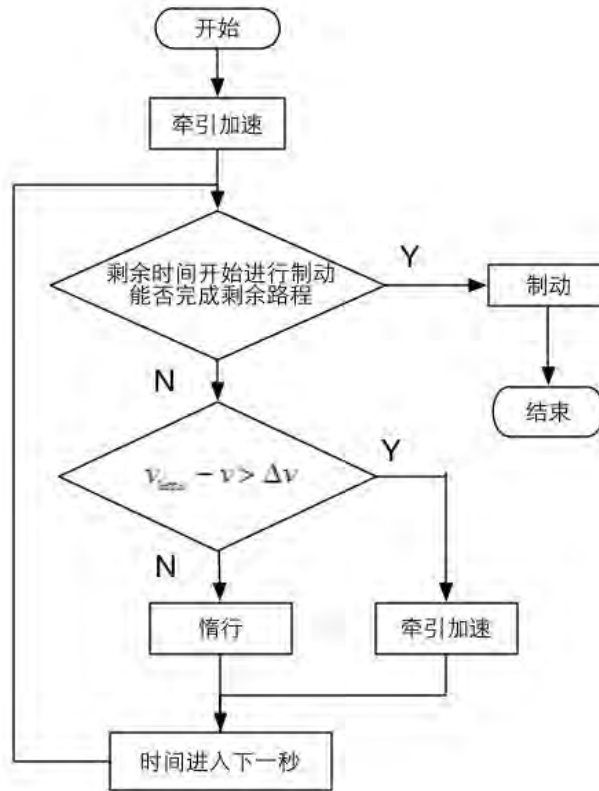 开始
牵引加速
剩余时间开始进行制动
能否完成剩余路程
Y
制动
结束
N
v - v > Δv
Y
N
惰行
牵引加速
时间进入下一秒